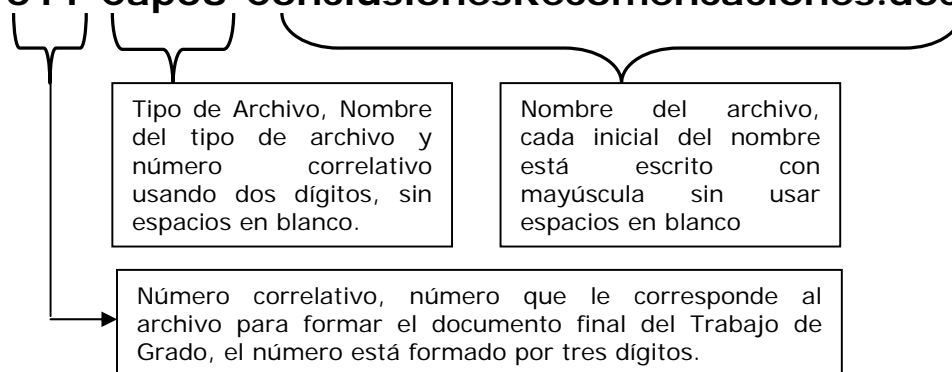 Tipo de Archivo, Nombre
del tipo de archivo y
número correlativo
usando dos dígitos, sin
espacios en blanco.
Nombre del archivo,
cada inicial del nombre
está escrito con
mayúscula sin usar
espacios en blanco
Número correlativo, número que le corresponde al
archivo para formar el documento final del Trabajo de
Grado, el número está formado por tres dígitos.